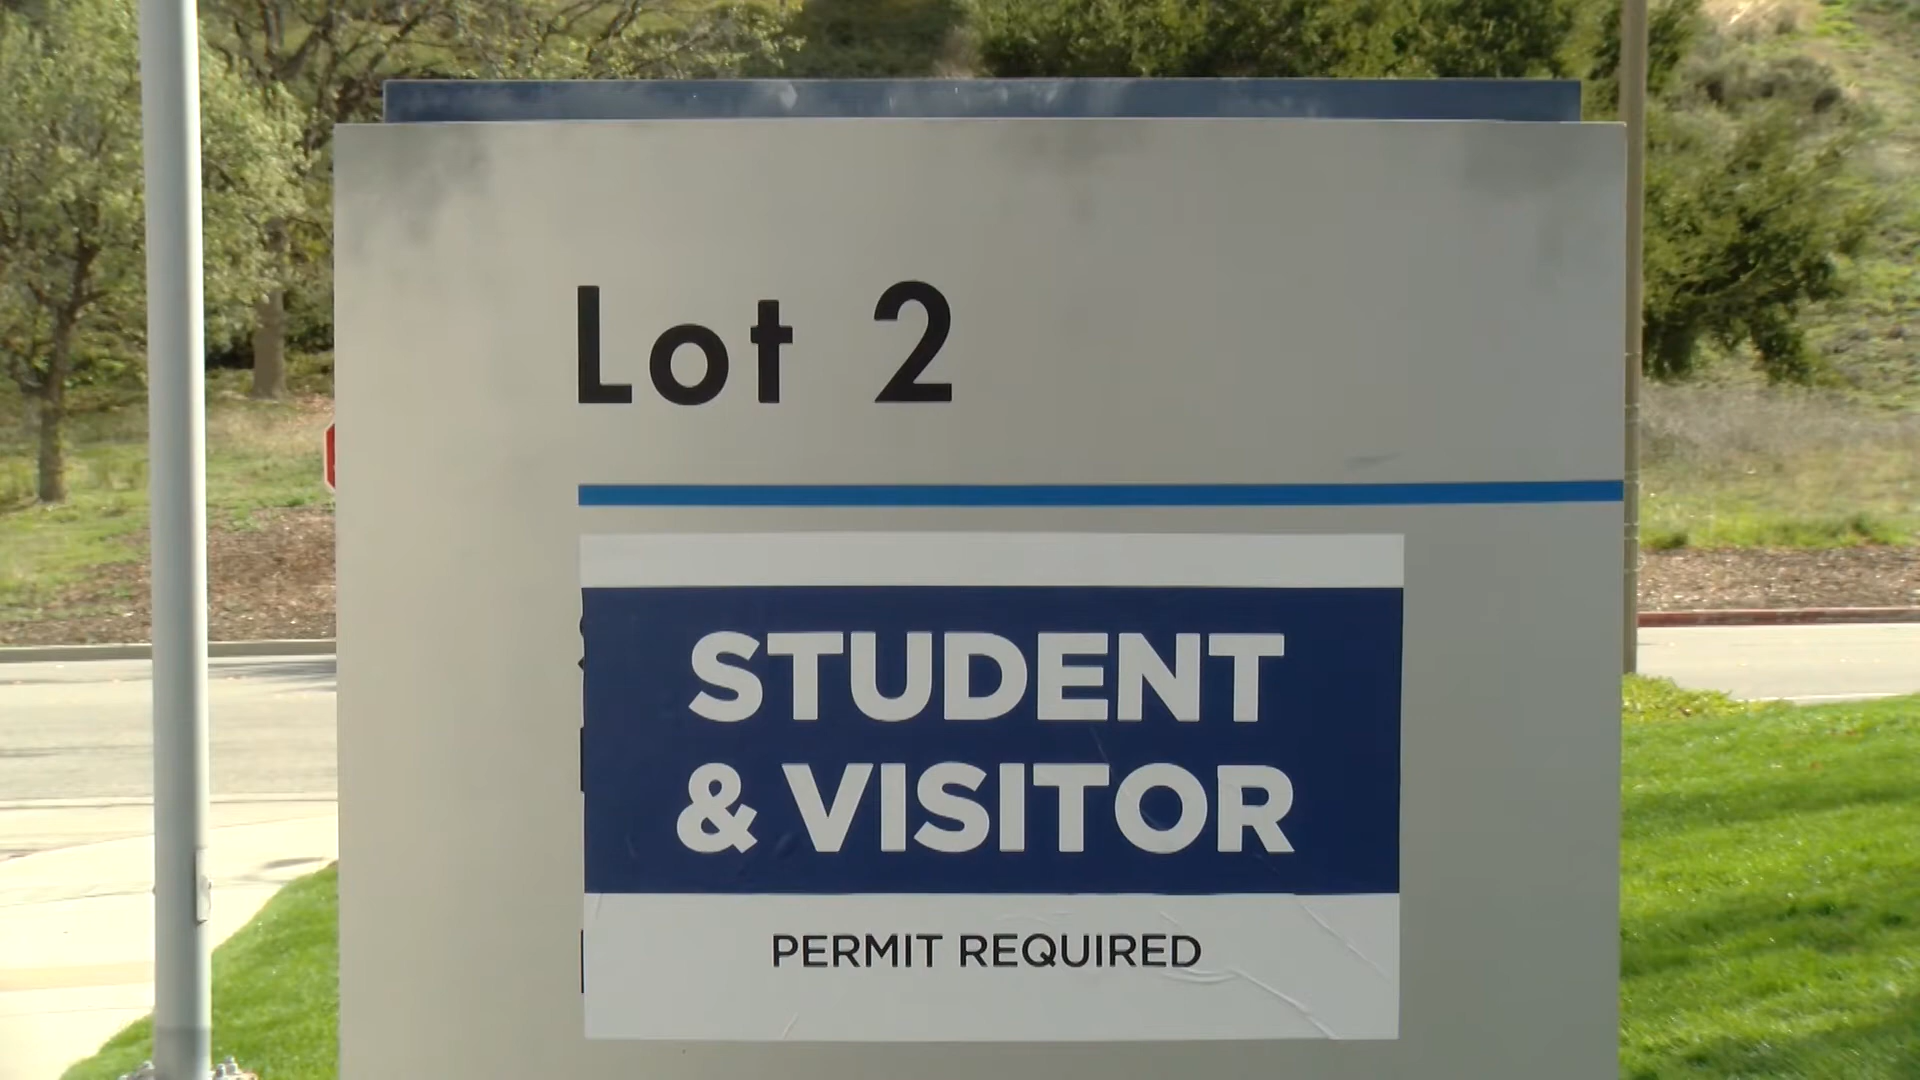 Lot 2
STUDENT
& VISITOR
PERMIT REQUIRED